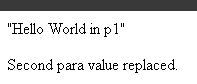 "Hello World in p1"
Second para value replaced.